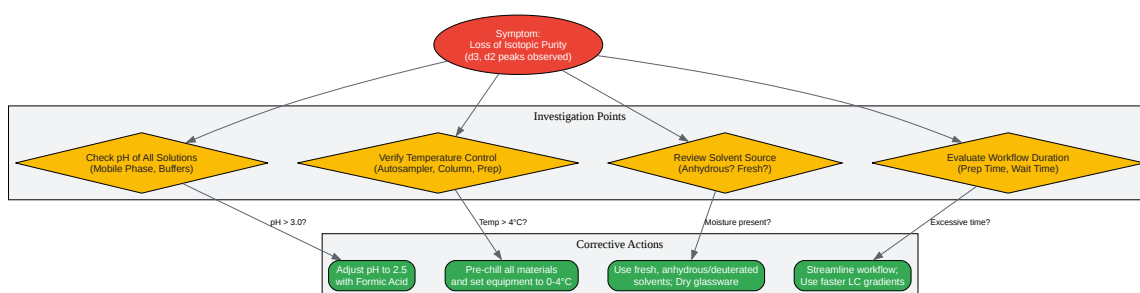 Symptom:
Loss of Isotopic Purity
(d3, d2 peaks observed)
Investigation Points
Check pH of All Solutions
(Mobile Phase, Buffers)
Verify Temperature Control
(Autosampler, Column, Prep)
Review Solvent Source
(Anhydrous? Fresh?)
Evaluate Workflow Duration
(Prep Time, Wait Time)
pH > 3.0?
Temp > 4°C?
Moisture present?
Excessive time?
Corrective Actions
Adjust pH to 2.5
with Formic Acid
Pre-chill all materials
and set equipment to 0-4°C
Use fresh, anhydrous/deuterated
solvents; Dry glassware
Streamline workflow;
Use faster LC gradients